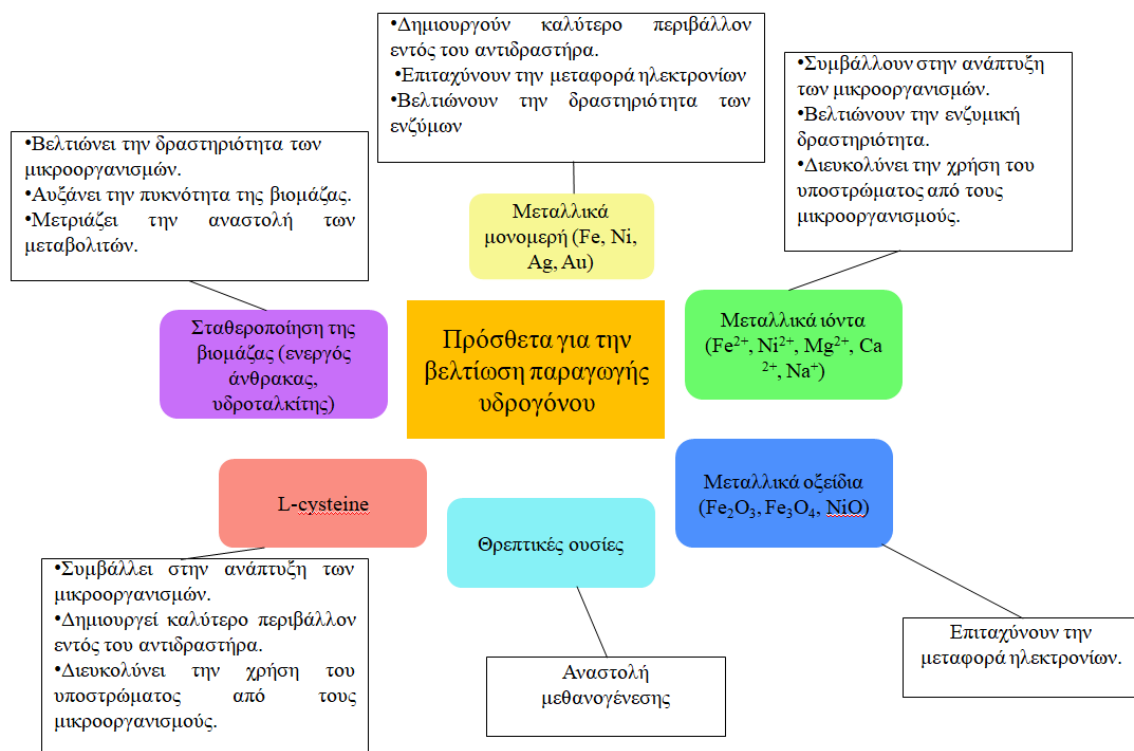 •Δημιουργούν καλύτερο περιβάλλον
εντός του αντιδραστήρα.
•Επιταχύνουν την μεταφορά ηλεκτρονίων
•Βελτιώνουν την δραστηριότητα των
ενζύμων
•Συμβάλλουν στην ανάπτυξη
των μικροοργανισμών.
•Βελτιώνουν την ενζυμική
δραστηριότητα.
•Διευκολύνει την χρήση του
υποστρώματος από τους
μικροοργανισμούς.
•Βελτιώνει την δραστηριότητα των
μικροοργανισμών.
•Αυξάνει την πυκνότητα της βιομάζας.
•Μετριάζει την αναστολή των
μεταβολιτών.
Μεταλλικά
μονομερή (Fe, Ni,
Ag, Au)
Σταθεροποίηση της
βιομάζας (ενεργός
άνθρακας,
υδροταλκίτης)
Πρόσθετα για την
βελτίωση παραγωγής
υδρογόνου
Μεταλλικά ιόντα
(Fe²⁺, Ni²⁺, Mg²⁺, Ca
²⁺, Na⁺)
L-cysteine
Θρεπτικές ουσίες
Μεταλλικά οξείδια
(Fe₂O₃, Fe₃O₄, NiO)
•Συμβάλλει στην ανάπτυξη των
μικροοργανισμών.
•Δημιουργεί καλύτερο περιβάλλον
εντός του αντιδραστήρα.
•Διευκολύνει την χρήση του
υποστρώματος από τους
μικροοργανισμούς.
Αναστολή
μεθανογένεσης
Επιταχύνουν την
μεταφορά ηλεκτρονίων.